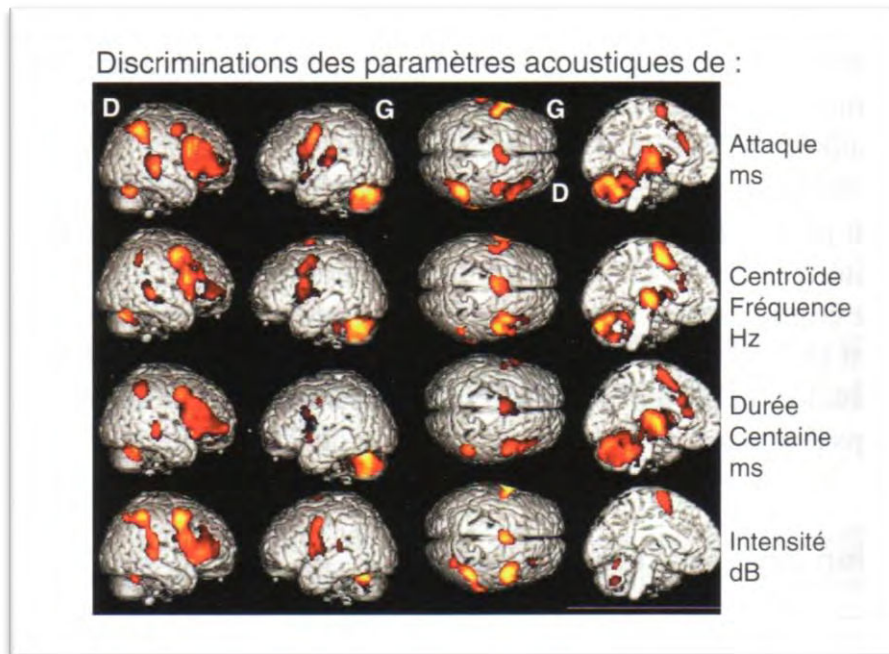 Discriminations des paramètres acoustiques de :
D
G
G
D
Attaque
ms
Centroïde
Fréquence
Hz
Durée
Centaine
ms
Intensité
dB